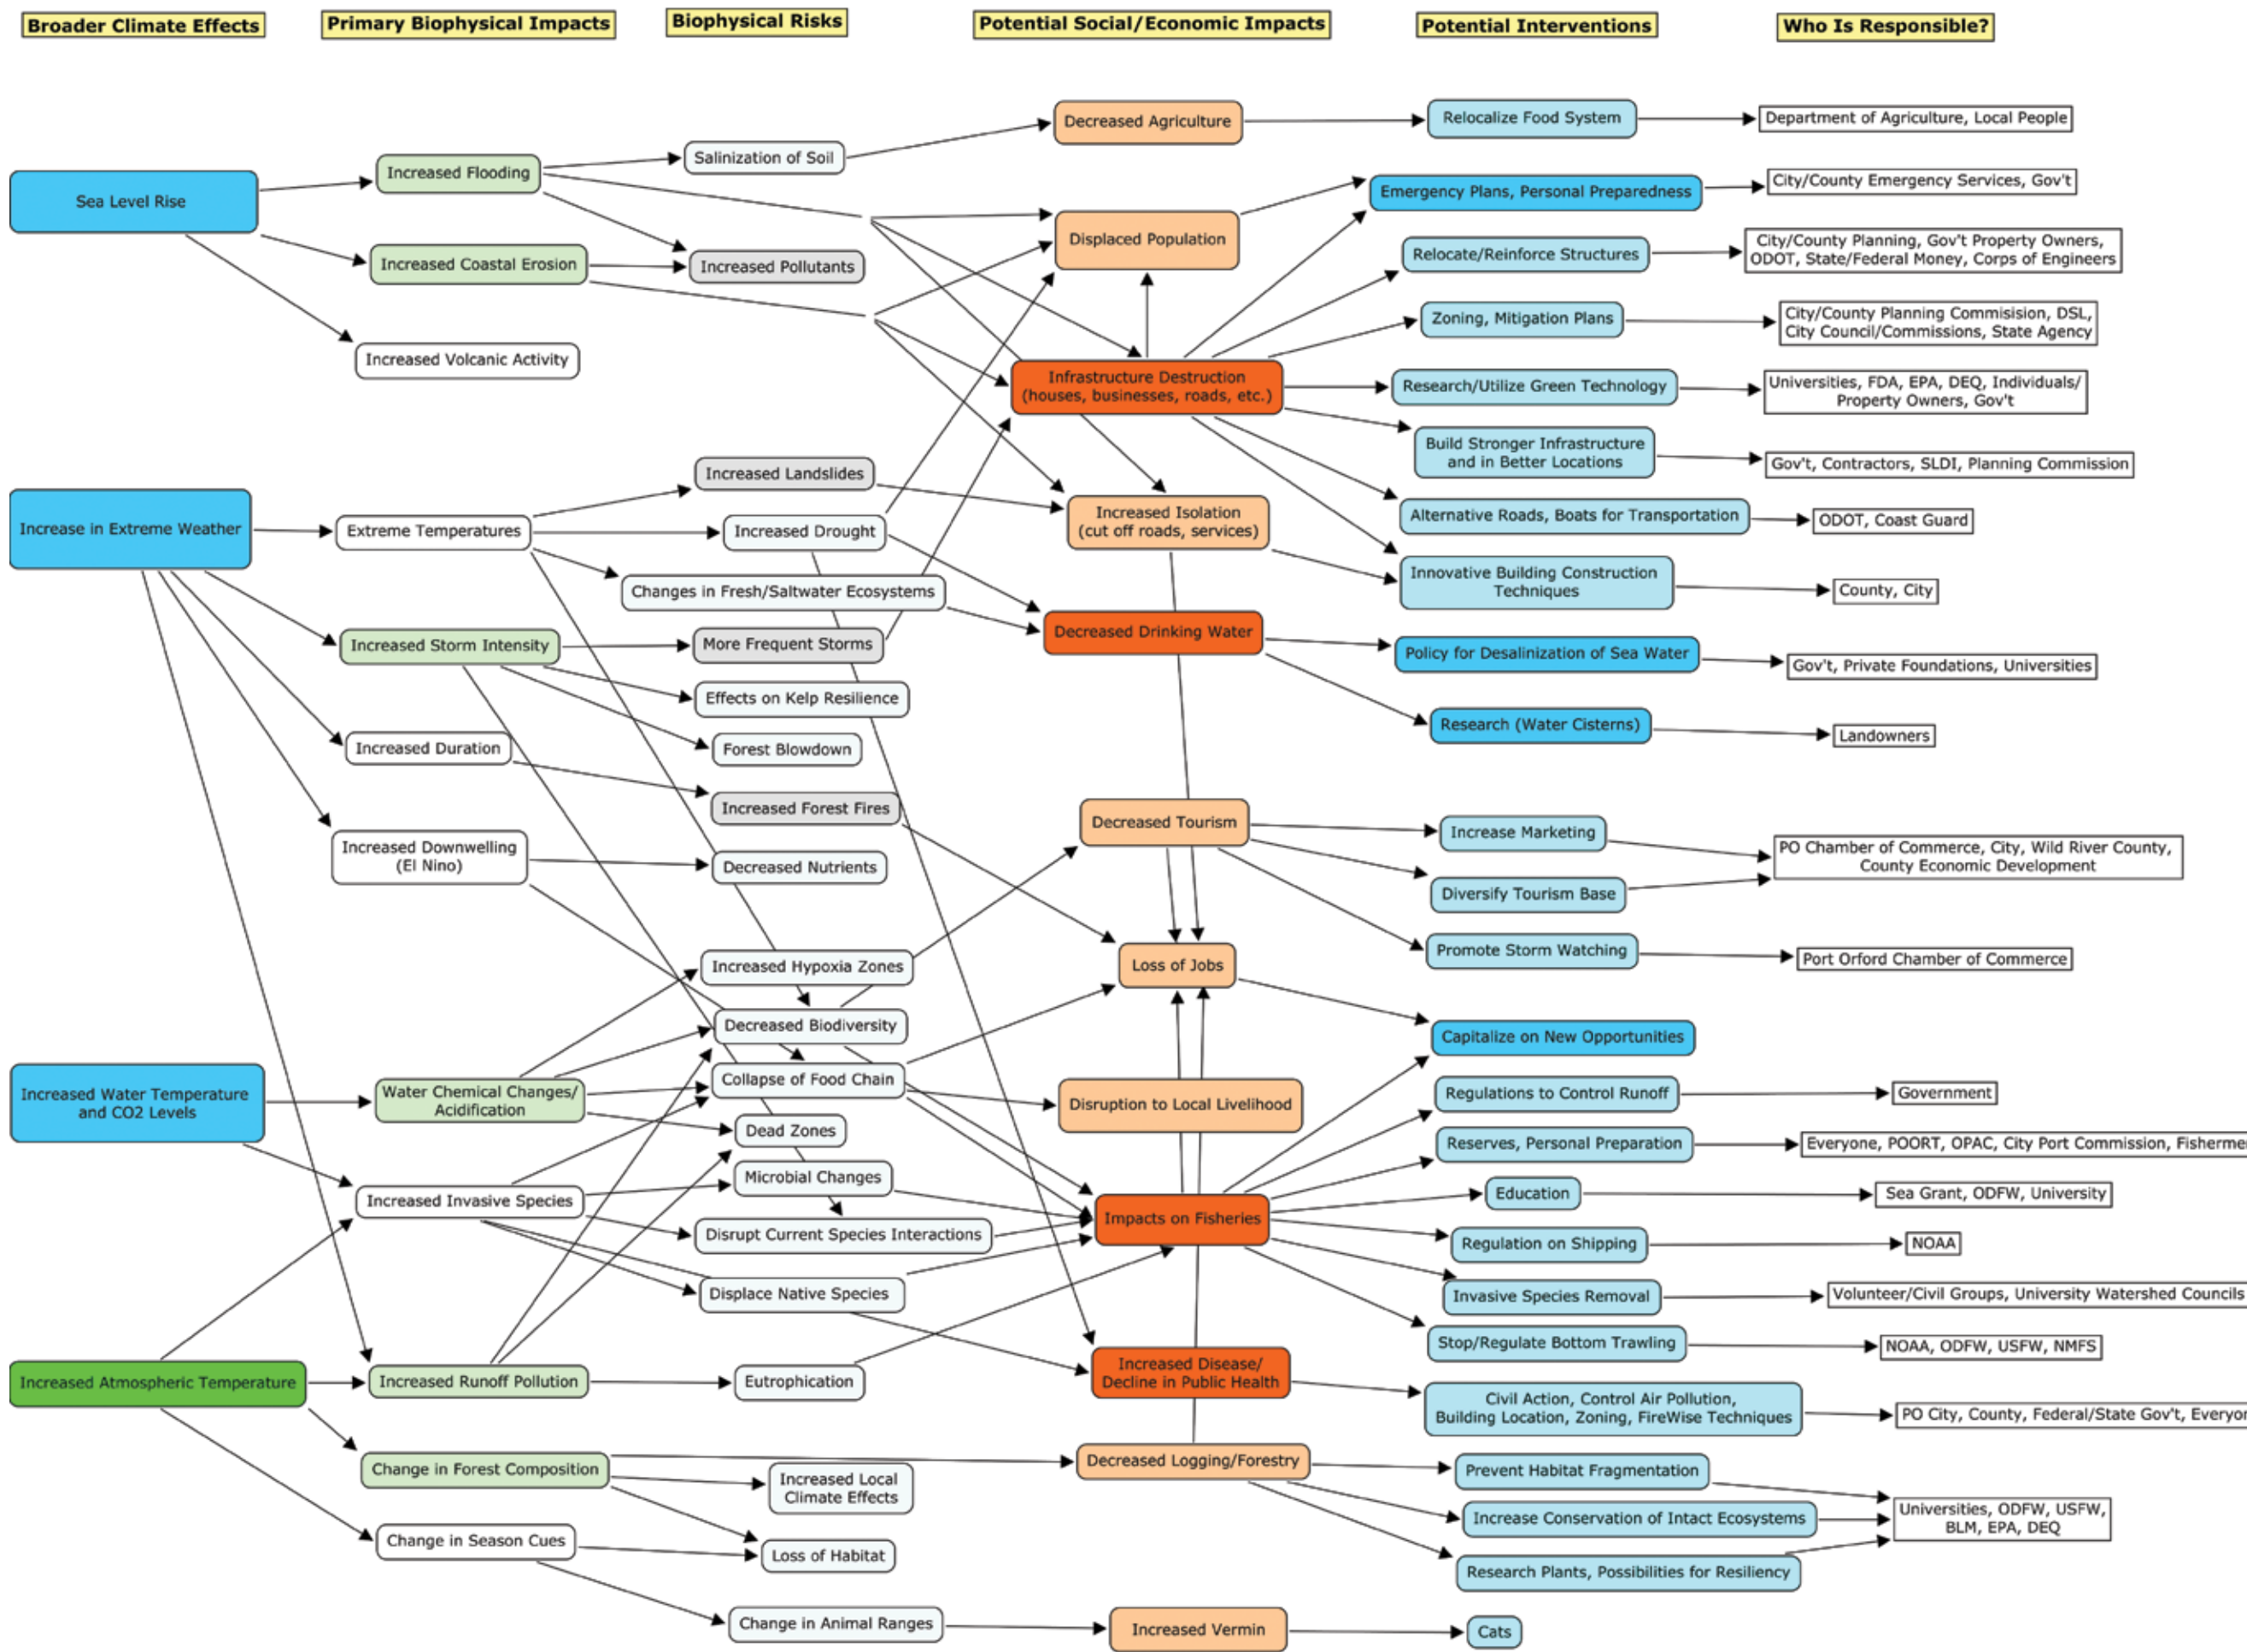 Broader Climate Effects
Primary Biophysical Impacts
Biophysical Risks
Potential Social/Economic Impacts
Potential Interventions
Who Is Responsible?
Sea Level Rise
Increase in Extreme Weather
Increased Water Temperature
and CO2 Levels
Increased Atmospheric Temperature
Increased Flooding
Increased Coastal Erosion
Increased Volcanic Activity
Extreme Temperatures
Increased Storm Intensity
Increased Duration
Increased Downwelling
(El Nino)
Water Chemical Changes/
Acidification
Increased Invasive Species
Increased Runoff Pollution
Change in Forest Composition
Change in Season Cues
Salinization of Soil
Increased Pollutants
Increased Landslides
Increased Drought
Changes in Fresh/Saltwater Ecosystems
More Frequent Storms
Effects on Kelp Resilience
Forest Blowdown
Increased Forest Fires
Decreased Nutrients
Increased Hypoxia Zones
Decreased Biodiversity
Collapse of Food Chain
Dead Zones
Microbial Changes
Disrupt Current Species Interactions
Displace Native Species
Eutrophication
Increased Local
Climate Effects
Loss of Habitat
Change in Animal Ranges
Decreased Agriculture
Displaced Population
Infrastructure Destruction
(houses, businesses, roads, etc.)
Increased Isolation
(cut off roads, services)
Decreased Drinking Water
Decreased Tourism
Loss of Jobs
Disruption to Local Livelihood
Impacts on Fisheries
Increased Disease/
Decline in Public Health
Decreased Logging/Forestry
Increased Vermin
Relocalize Food System
Emergency Plans, Personal Preparedness
Relocate/Reinforce Structures
Zoning, Mitigation Plans
Research/Utilize Green Technology
Build Stronger Infrastructure
and in Better Locations
Alternative Roads, Boats for Transportation
Innovative Building Construction
Techniques
Policy for Desalinization of Sea Water
Research (Water Cisterns)
Increase Marketing
Diversify Tourism Base
Promote Storm Watching
Capitalize on New Opportunities
Regulations to Control Runoff
Reserves, Personal Preparation
Education
Regulation on Shipping
Invasive Species Removal
Stop/Regulate Bottom Trawling
Civil Action, Control Air Pollution,
Building Location, Zoning, FireWise Techniques
Prevent Habitat Fragmentation
Increase Conservation of Intact Ecosystems
Research Plants, Possibilities for Resiliency
Cats
Department of Agriculture, Local People
City/County Emergency Services, Gov't
City/County Planning, Gov't Property Owners,
ODOT, State/Federal Money, Corps of Engineers
City/County Planning Commisision, DSL,
City Council/Commissions, State Agency
Universities, FDA, EPA, DEQ, Individuals/
Property Owners, Gov't
Gov't, Contractors, SLDI, Planning Commission
ODOT, Coast Guard
County, City
Gov't, Private Foundations, Universities
Landowners
PO Chamber of Commerce, City, Wild River County,
County Economic Development
Port Orford Chamber of Commerce
Government
Everyone, POORT, OPAC, City Port Commission,
Sea Grant, ODFW, University
NOAA
Volunteer/Civil Groups, University Watershed Councils
NOAA, ODFW, USFW, NMFS
PO City, County, Federal/State Gov't,
Universities, ODFW, USFW,
BLM, EPA, DEQ